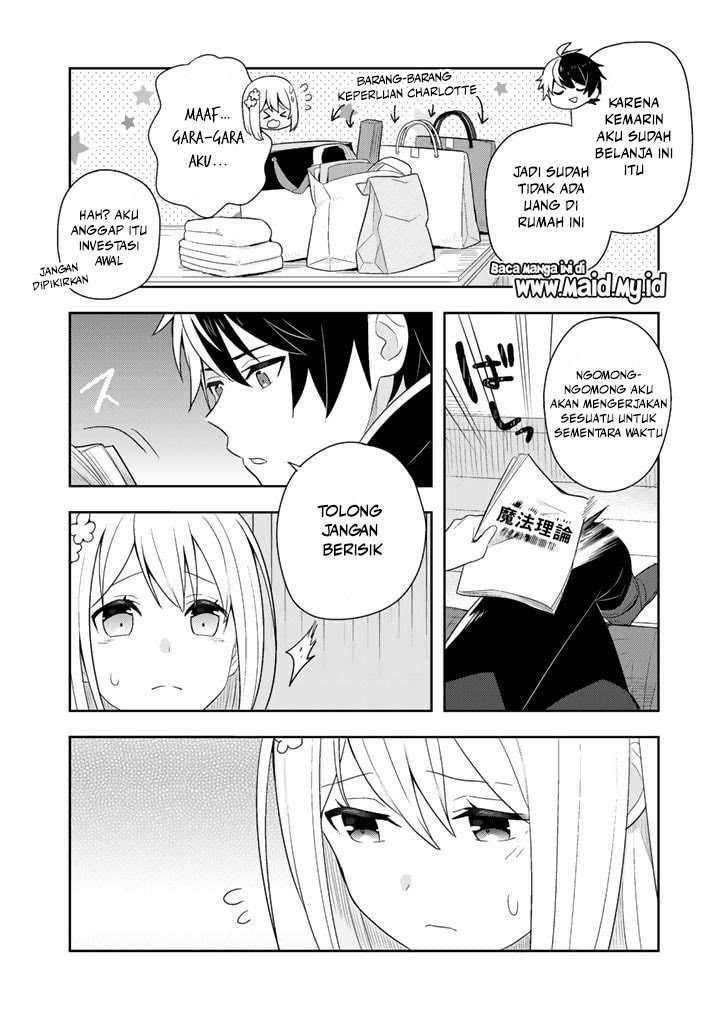 KARENA
KEMARIN
AKU SUDAH
BELANJA INI
ITU
JADI SUDAH
TIDAK ADA
UANG DI
RUMAH INI
BARANG-BARANG
KEPERLUAN CHARLOTTE
MAAF...
GARA-GARA
AKU...
HAH? AKU
ANGGAP ITU
INVESTASI
AWAL
JANGAN
DIPIKIRKAN
Baca Manga ini di
www.Maid.my.id
NGOMONG-
NGOMONG AKU
AKAN MENGERJAKAN
SESUATU UNTUK
SEMENTARA WAKTU
魔法理論
TOLONG
JANGAN
BERISIK